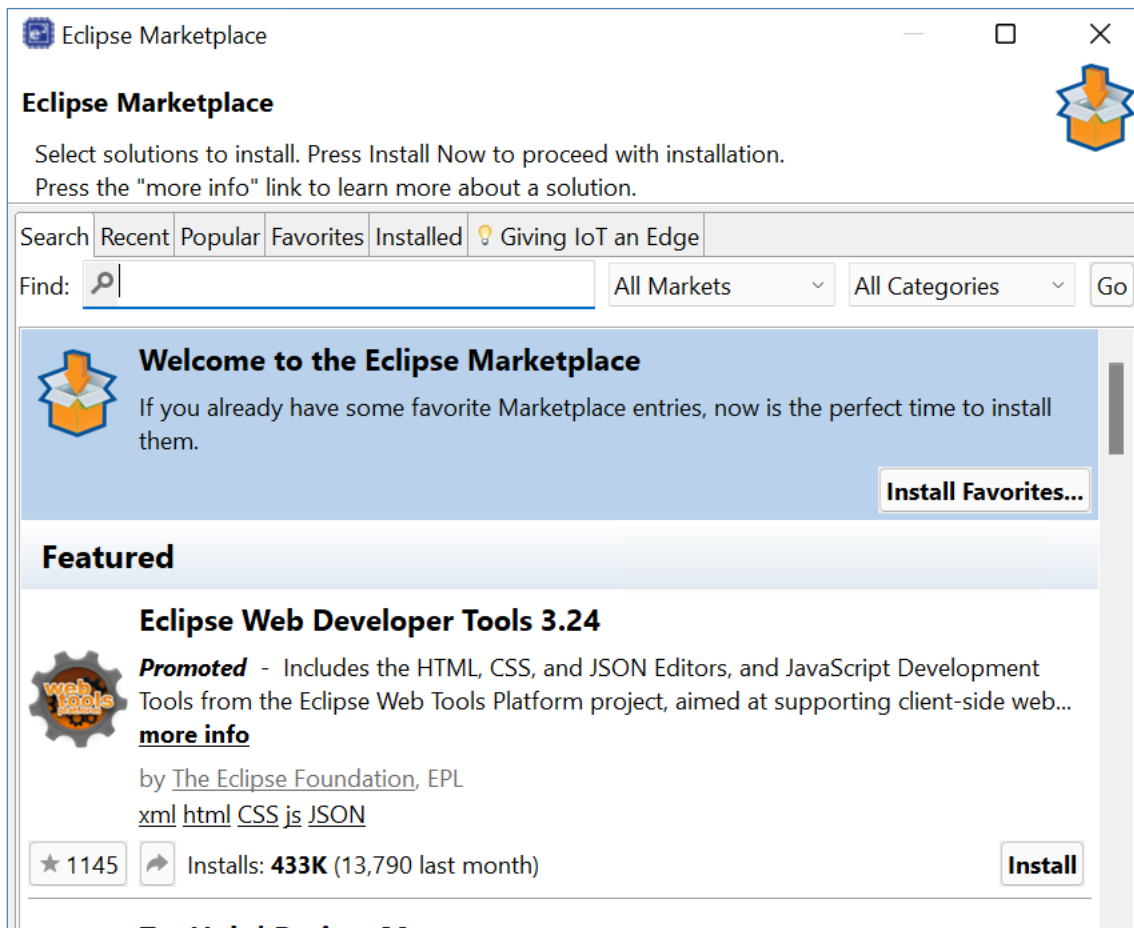 Eclipse Marketplace
Eclipse Marketplace
Select solutions to install. Press Install Now to proceed with installation.
Press the "more info" link to learn more about a solution.
Search Recent Popular Favorites Installed Giving IoT an Edge
Find: All Markets All Categories Go
Welcome to the Eclipse Marketplace
If you already have some favorite Marketplace entries, now is the perfect time to install
them.
Install Favorites...
Featured
Eclipse Web Developer Tools 3.24
Promoted - Includes the HTML, CSS, and JSON Editors, and JavaScript Development
Tools from the Eclipse Web Tools Platform project, aimed at supporting client-side web...
more info
web
tools
platform
by The Eclipse Foundation, EPL
xml html CSS js JSON
1145 Installs: 433K (13,790 last month) Install